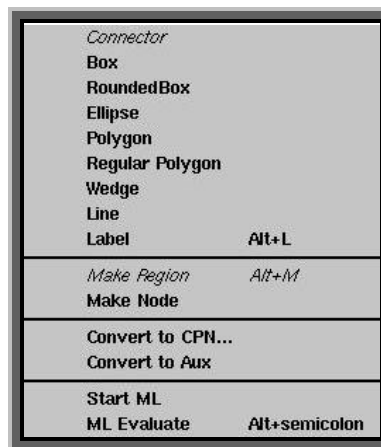 Connector
Box
RoundedBox
Ellipse
Polygon
Regular Polygon
Wedge
Line
Label Alt+L
Make Region Alt+M
Make Node
Convert to CPN...
Convert to Aux
Start ML
ML Evaluate Alt+semicolon